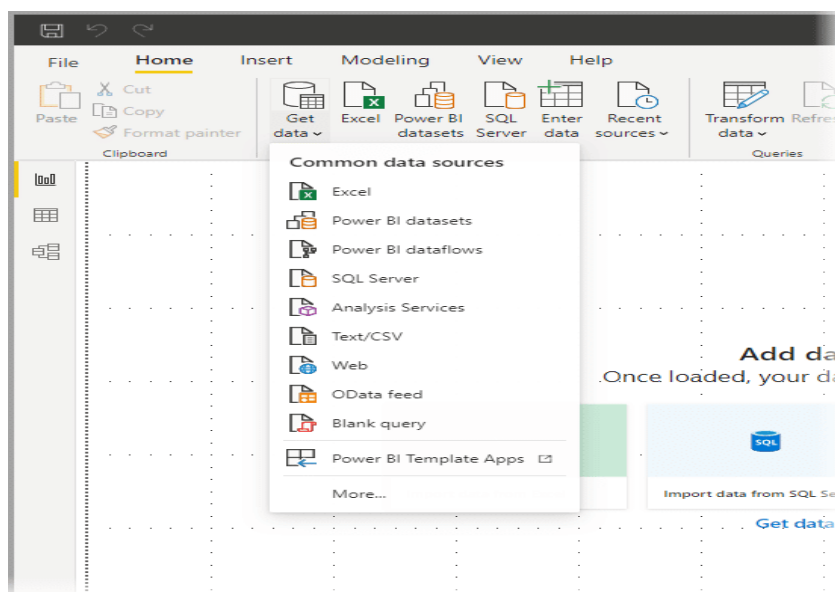 File Home Insert Modeling View Help
Paste
Cut
Copy
Format painter
Clipboard
Get data
Excel
Power BI datasets
SQL Server
Enter data
Recent sources
Transform data
Refre
Queries
Common data sources
Excel
Power BI datasets
Power BI dataflows
SQL Server
Analysis Services
Text/CSV
Web
OData feed
Blank query
Power BI Template Apps
More...
Add da
Once loaded, your da
SQL
Import data from SQL Se
Get data